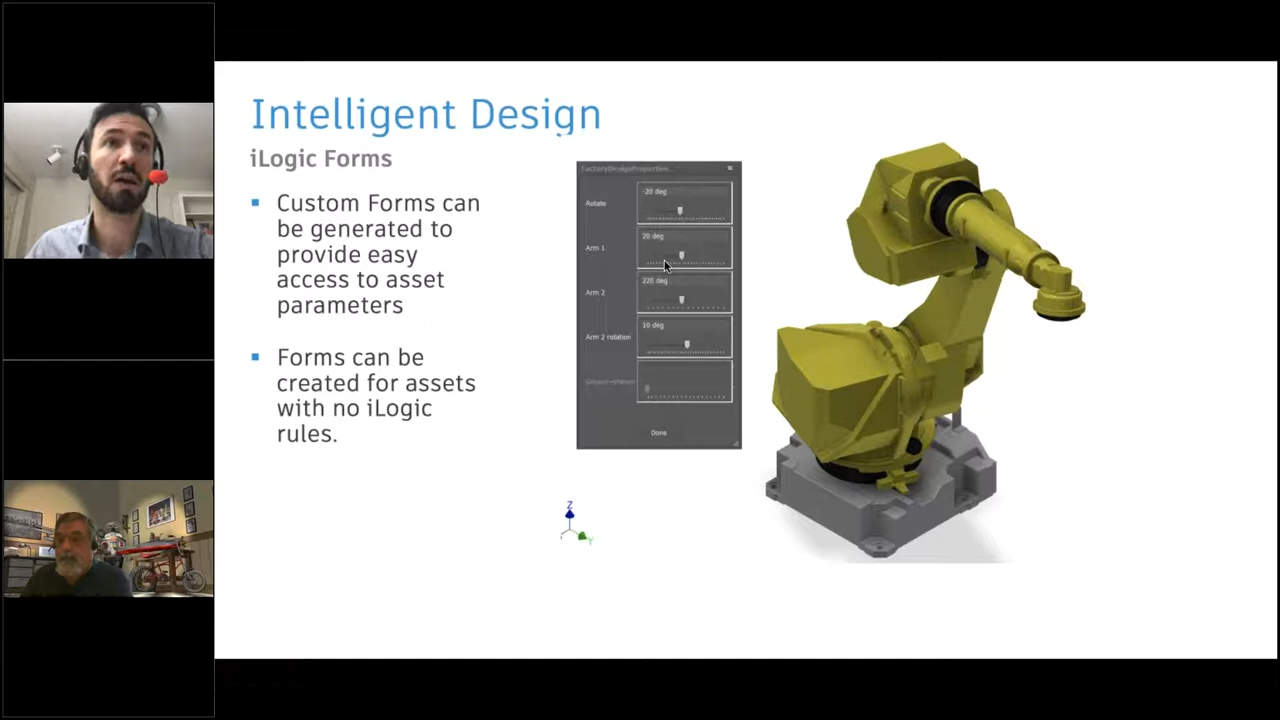 Intelligent Design
iLogic Forms
Custom Forms can
be generated to
provide easy
access to asset
parameters
Forms can be
created for assets
with no iLogic
rules.
FactoryDesignProperties...
Rotate
-20 deg
Arm 1
20 deg
Arm 2
220 deg
Arm 2 rotation
10 deg
Done
Z
Y